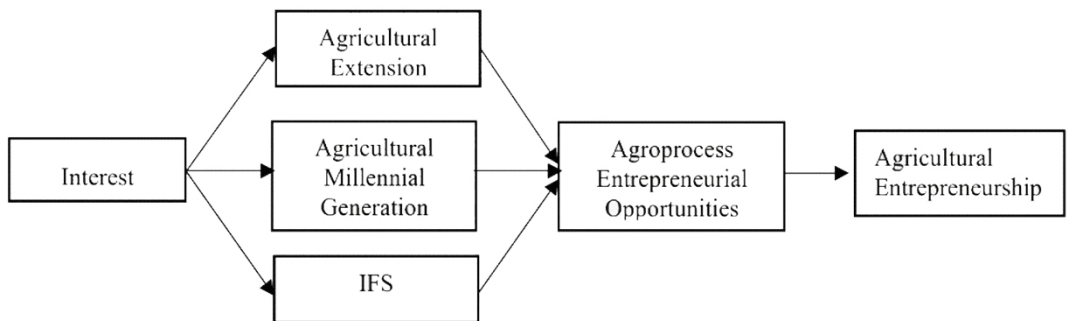 Interest
Agricultural
Extension
Agricultural
Millennial
Generation
IFS
Agroprocess
Entrepreneurial
Opportunities
Agricultural
Entrepreneurship